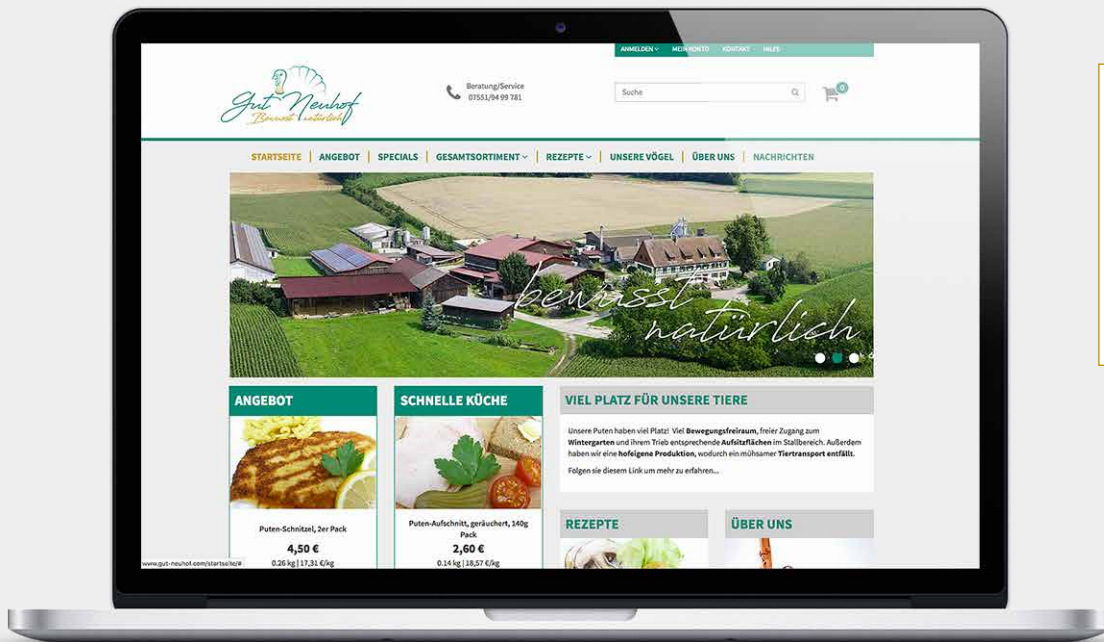 ANMELDEN MEIN KONTO KONTAKT HILFE
Gut Neuhof
Bewusst natürlich
Beratung/Service
07551/94 99 781
Suche
0
STARTSEITE | ANGEBOT | SPECIALS | GESAMTSORTIMENT | REZEPTE | UNSERE VÖGEL | ÜBER UNS | NACHRICHTEN
bewusst
natürlich
ANGEBOT
Puten-Schnitzel, 2er Pack
4,50 €
0.26 kg | 17,31 €/kg
SCHNELLE KÜCHE
Puten-Aufschnitt, geräuchert, 140g
Pack
2,60 €
0.14 kg | 18,57 €/kg
VIEL PLATZ FÜR UNSERE TIERE
Unsere Puten haben viel Platz! Viel Bewegungsfreiraum, freier Zugang zum
Wintergarten und ihrem Trieb entsprechende Aufsitzflächen im Stallbereich. Außerdem
haben wir eine hofeigene Produktion, wodurch ein mühsamer Tiertransport entfällt.
Folgen sie diesem Link um mehr zu erfahren...
REZEPTE
ÜBER UNS
www.gut-neuhof.com/startseite/#